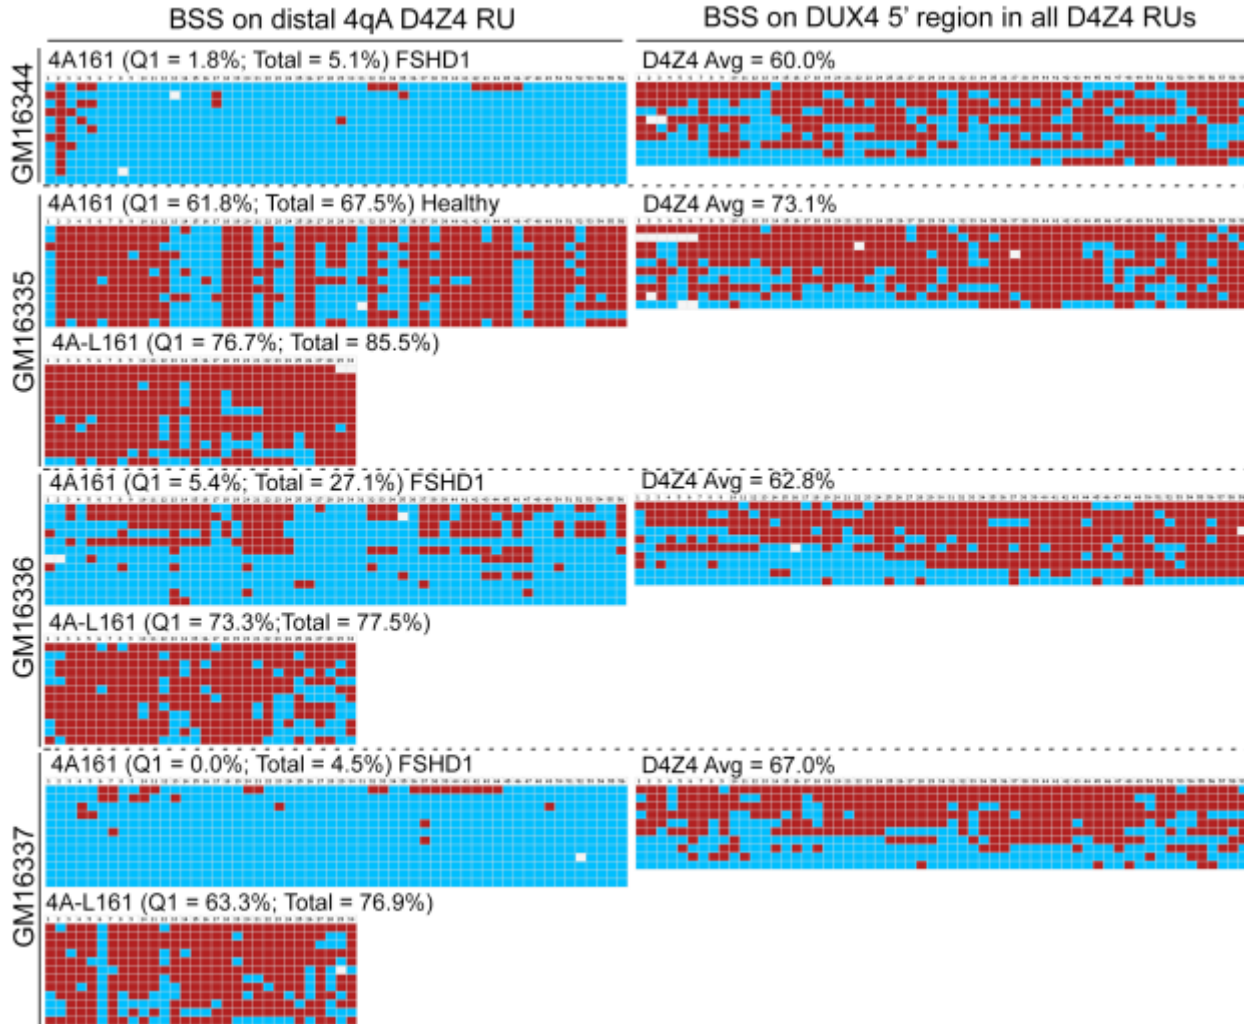 BSS on distal 4qA D4Z4 RU
BSS on DUX4 5' region in all D4Z4 RUs
GM16344
4A161 (Q1 = 1.8%; Total = 5.1%) FSHD1
D4Z4 Avg = 60.0%
GM16335
4A161 (Q1 = 61.8%; Total = 67.5%) Healthy
D4Z4 Avg = 73.1%
4A-L161 (Q1 = 76.7%; Total = 85.5%)
GM16336
4A161 (Q1 = 5.4%; Total = 27.1%) FSHD1
D4Z4 Avg = 62.8%
4A-L161 (Q1 = 73.3%;Total = 77.5%)
GM16337
4A161 (Q1 = 0.0%; Total = 4.5%) FSHD1
D4Z4 Avg = 67.0%
4A-L161 (Q1 = 63.3%; Total = 76.9%)